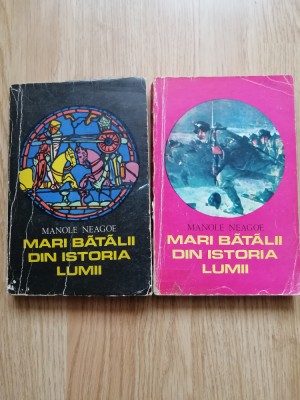 MANOLE NEAGOE
MARI BĂTĂLII
DIN ISTORIA
LUMII
MANOLE NEAGOE
MARI BĂTĂLII
DIN ISTORIA
LUMII